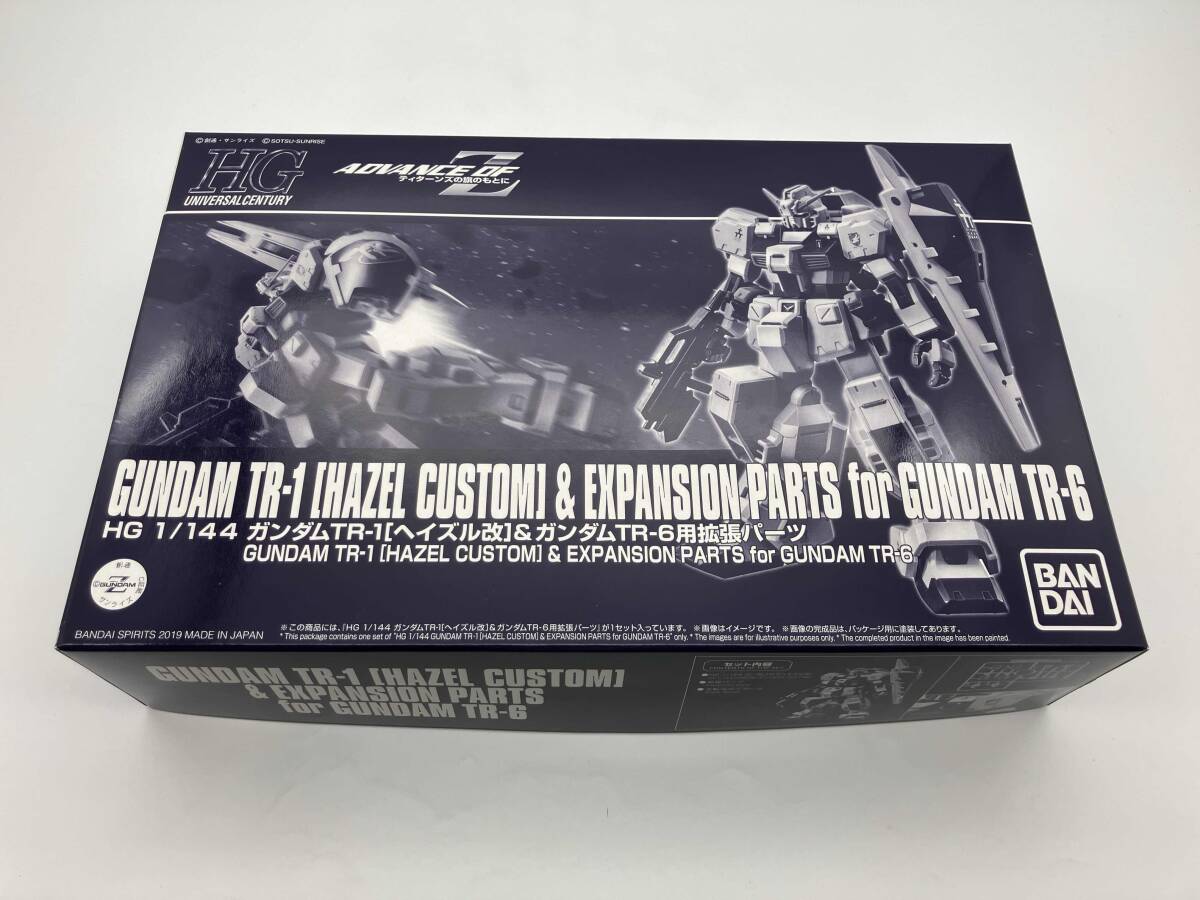 ©創通・サンライズ ©SOTSU・SUNRISE
HG
UNIVERSAL CENTURY
ADVANCE OF Z
ティターンズの旗のもとに
GUNDAM TR-1 [HAZEL CUSTOM] & EXPANSION PARTS for GUNDAM TR-6
HG 1/144 ガンダムTR-1[ヘイズル改]&ガンダムTR-6用拡張パーツ
GUNDAM TR-1 [HAZEL CUSTOM] & EXPANSION PARTS for GUNDAM TR-6
創・通
GUNDAM
サンライズ
BANDAI
BANDAI SPIRITS 2019 MADE IN JAPAN
※この商品には、「HG 1/144 ガンダムTR-1[ヘイズル改]&ガンダムTR-6用拡張パーツ」が1セット入っています。 ※画像はイメージです。 ※画像の完成品は、パッケージ用に塗装してあります。
* This package contains one set of "HG 1/144 GUNDAM TR-1 [HAZEL CUSTOM] & EXPANSION PARTS for GUNDAM TR-6" only. * The images are for illustrative purposes only. * The completed product in the image has been painted.
GUNDAM TR-1 [HAZEL CUSTOM]
& EXPANSION PARTS
for GUNDAM TR-6
セット内容